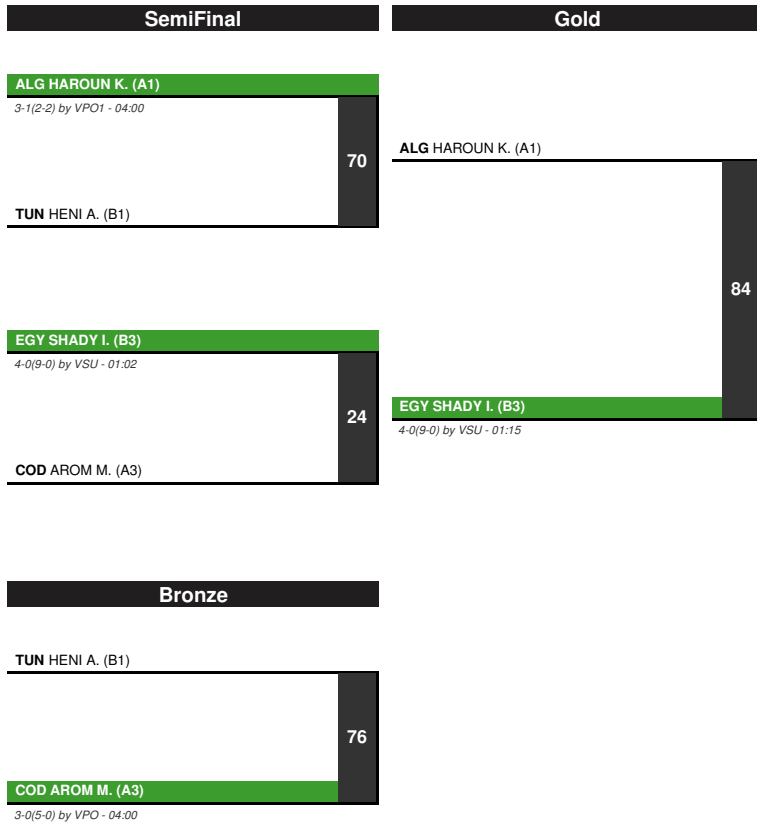 SemiFinal
Gold
ALG HAROUN K. (A1)
3-1(2-2) by VPO1 - 04:00
70
TUN HENI A. (B1)
ALG HAROUN K. (A1)
84
EGY SHADY I. (B3)
4-0(9-0) by VSU - 01:15
EGY SHADY I. (B3)
4-0(9-0) by VSU - 01:02
24
COD AROM M. (A3)
Bronze
TUN HENI A. (B1)
76
COD AROM M. (A3)
3-0(5-0) by VPO - 04:00